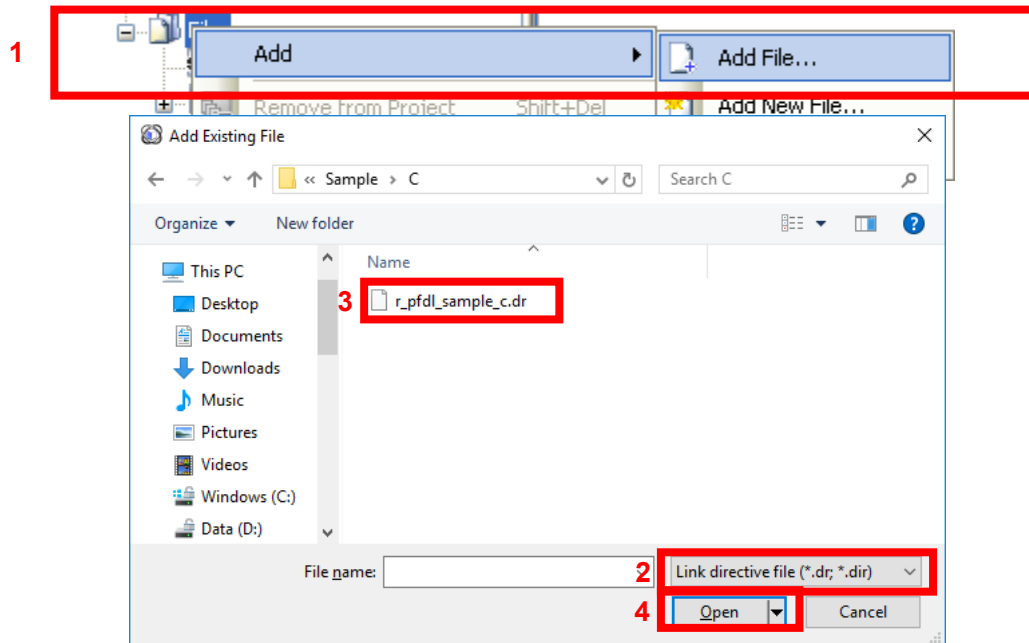 1
Add
Add File...
Remove from Project Shift+Del
Add New File...
Add Existing File
« Sample › C
Search C
Organize
New folder
Name
This PC
3
r_pfdl_sample_c.dr
Desktop
Documents
Downloads
Music
Pictures
Videos
Windows (C:)
Data (D:)
File name:
2
Link directive file (*.dr; *.dir)
4
Open
Cancel